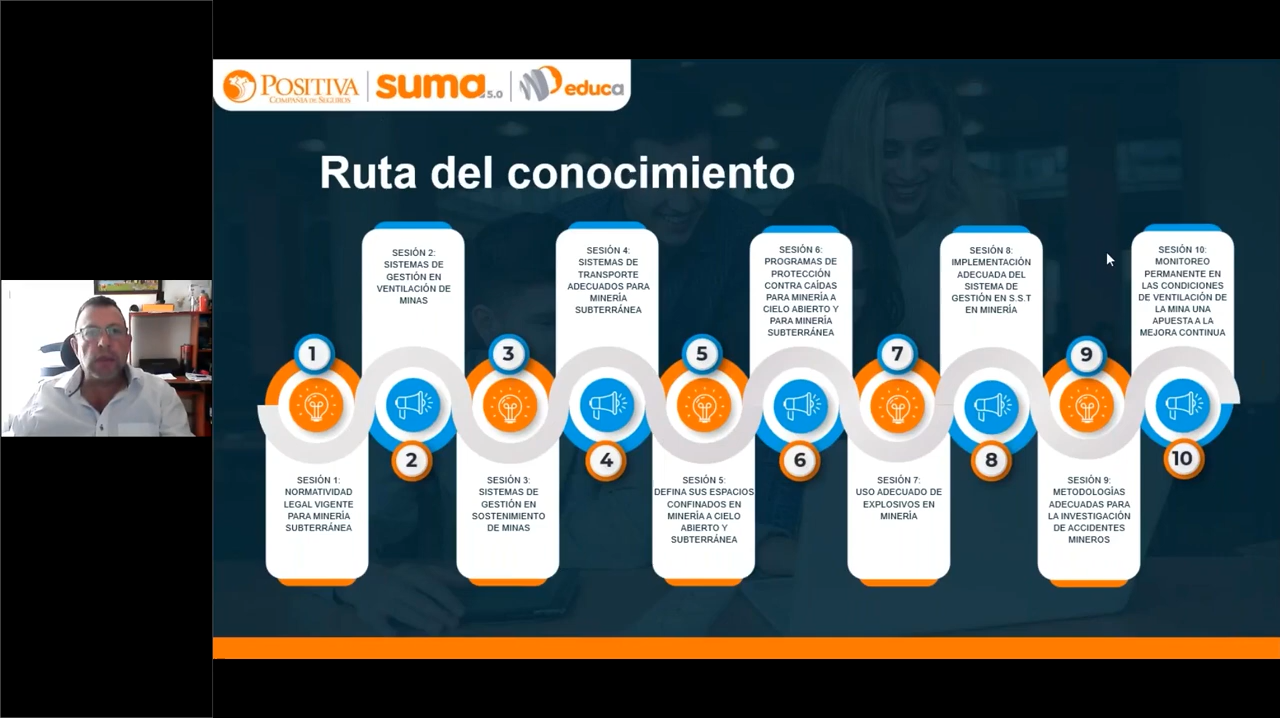 POSITIVA
COMPAÑÍA DE SEGUROS
suma 5.0
educa
Ruta del conocimiento
1
SESIÓN 1:
NORMATIVIDAD
LEGAL VIGENTE
PARA MINERÍA
SUBTERRÁNEA
SESIÓN 2:
SISTEMAS DE
GESTIÓN EN
VENTILACIÓN DE
MINAS
2
3
SESIÓN 3:
SISTEMAS DE
GESTIÓN EN
SOSTENIMIENTO
DE MINAS
SESIÓN 4:
SISTEMAS DE
TRANSPORTE
ADECUADOS PARA
MINERÍA
SUBTERRÁNEA
4
5
SESIÓN 5:
DEFINA SUS ESPACIOS
CONFINADOS EN
MINERÍA A CIELO
ABIERTO Y
SUBTERRÁNEA
SESIÓN 6:
PROGRAMAS DE
PROTECCIÓN
CONTRA CAÍDAS
PARA MINERÍA A
CIELO ABIERTO Y
PARA MINERÍA
SUBTERRÁNEA
6
7
SESIÓN 7:
USO ADECUADO DE
EXPLOSIVOS EN
MINERÍA
SESIÓN 8:
IMPLEMENTACIÓN
ADECUADA DEL
SISTEMA DE
GESTIÓN EN S.S.T
EN MINERÍA
8
9
SESIÓN 9:
METODOLOGÍAS
ADECUADAS PARA
LA INVESTIGACIÓN
DE ACCIDENTES
MINEROS
SESIÓN 10:
MONITOREO
PERMANENTE EN
LAS CONDICIONES
DE VENTILACIÓN DE
LA MINA UNA
APUESTA A LA
MEJORA CONTINUA
10